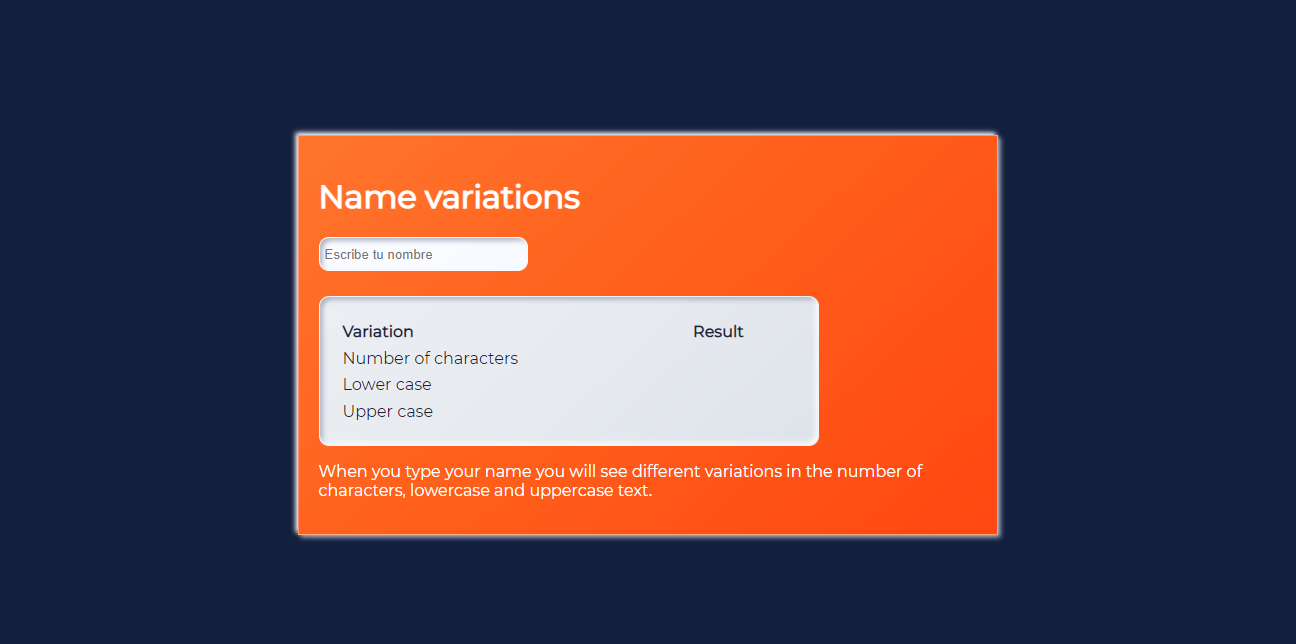 Name variations
Escribe tu nombre
Variation Result
Number of characters
Lower case
Upper case
When you type your name you will see different variations in the number of
characters, lowercase and uppercase text.